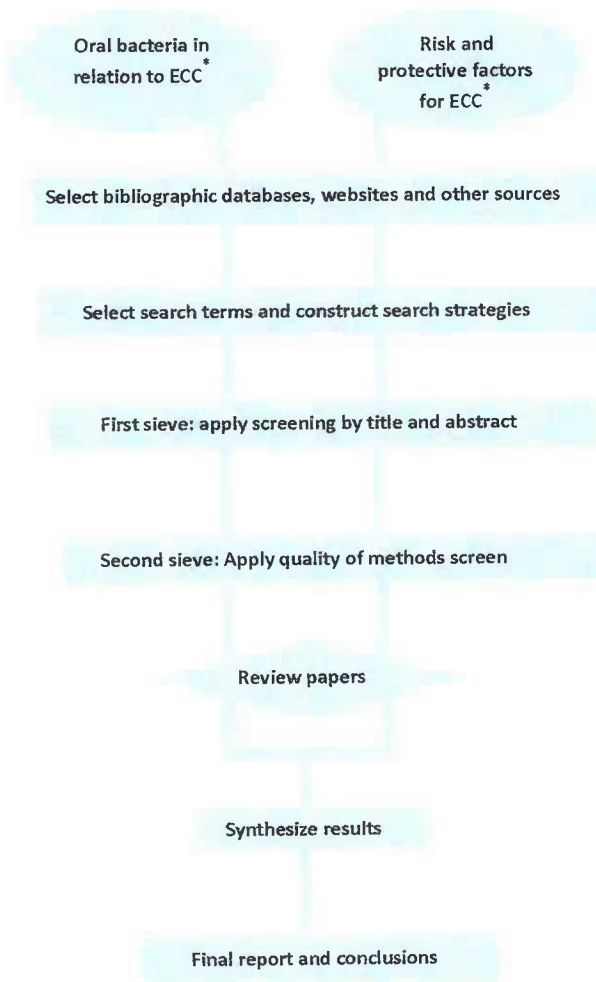 Oral bacteria in
relation to ECC*
Risk and
protective factors
for ECC*
Select bibliographic databases, websites and other sources
Select search terms and construct search strategies
First sieve: apply screening by title and abstract
Second sieve: Apply quality of methods screen
Review papers
Synthesize results
Final report and conclusions